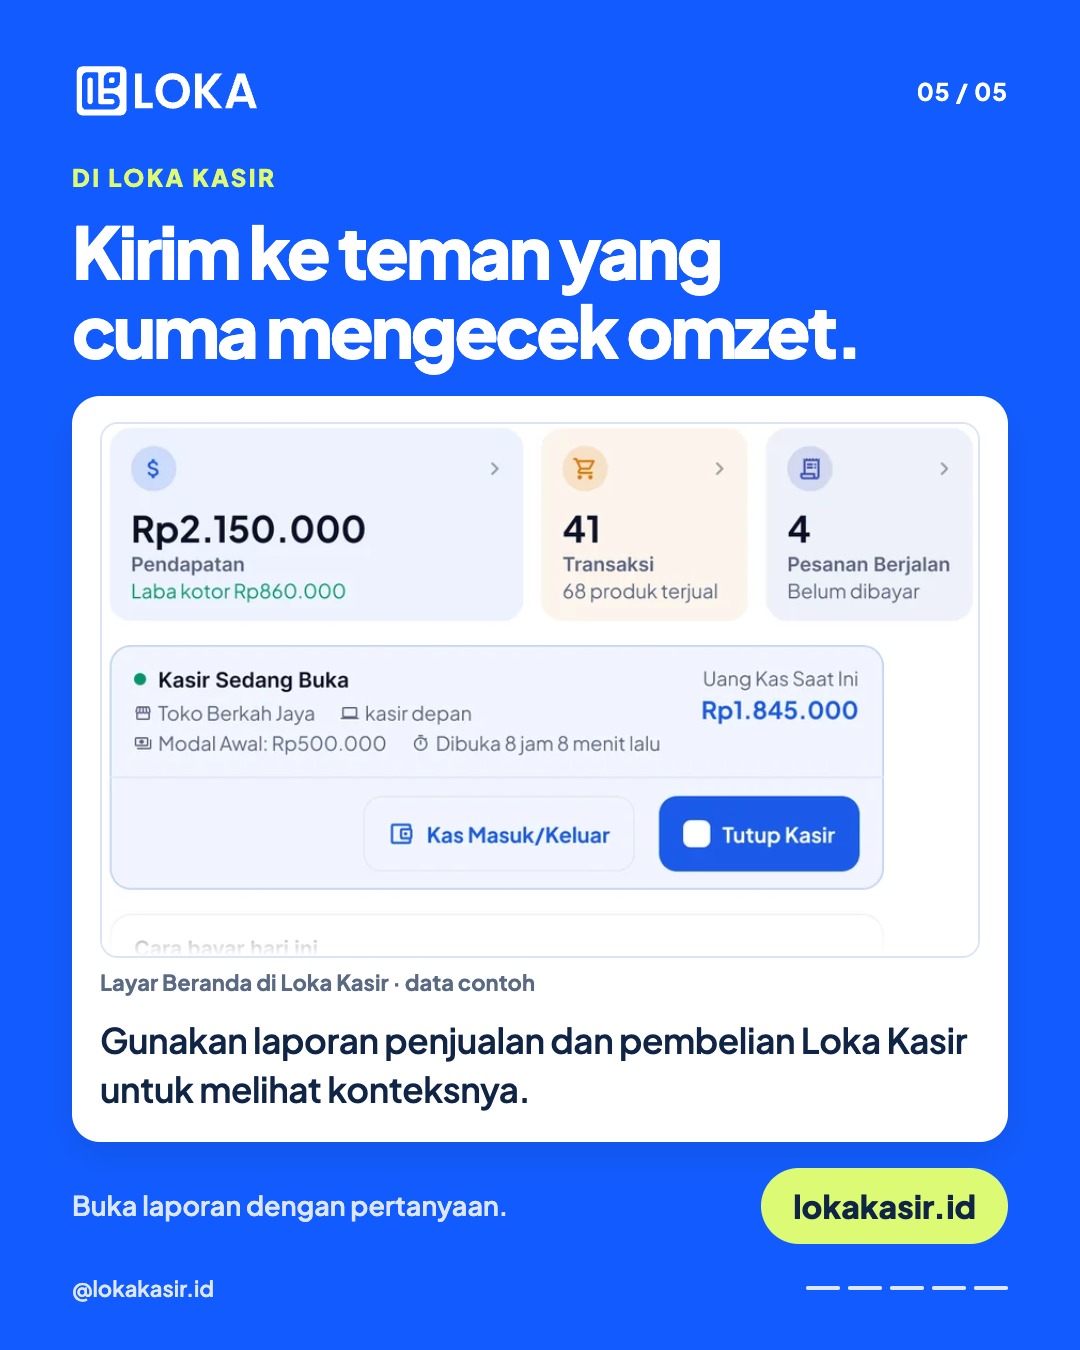 LOKA
05 / 05
DI LOKA KASIR
Kirim ke teman yang
cuma mengecek omzet.
Rp2.150.000
Pendapatan
Laba kotor Rp860.000
41
Transaksi
68 produk terjual
4
Pesanan Berjalan
Belum dibayar
Kasir Sedang Buka
Toko Berkah Jaya kasir depan
Modal Awal: Rp500.000 Dibuka 8 jam 8 menit lalu
Uang Kas Saat Ini
Rp1.845.000
Kas Masuk/Keluar
Tutup Kasir
Cara bayar hari ini
Layar Beranda di Loka Kasir · data contoh
Gunakan laporan penjualan dan pembelian Loka Kasir
untuk melihat konteksnya.
Buka laporan dengan pertanyaan.
lokakasir.id
@lokakasir.id